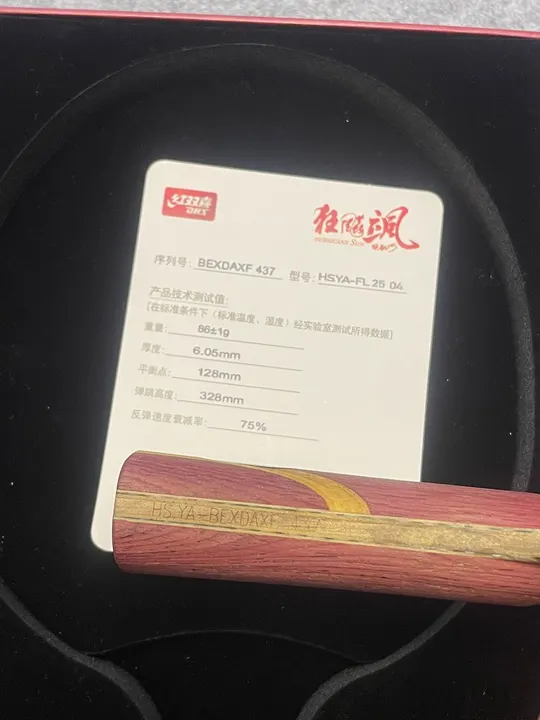 红双喜
DHS
狂飚飒
HURRICANE SUN
序列号: BEXDAXF 437 型号: HSYA-FL 25 04
产品技术测试值:
[在标准条件下(标准温度、湿度)经实验室测试所得数据]
重量: 86±1g
厚度: 6.05mm
平衡点: 128mm
弹跳高度: 328mm
反弹速度衰减率: 75%
HS.YA-BEXDAXF 437